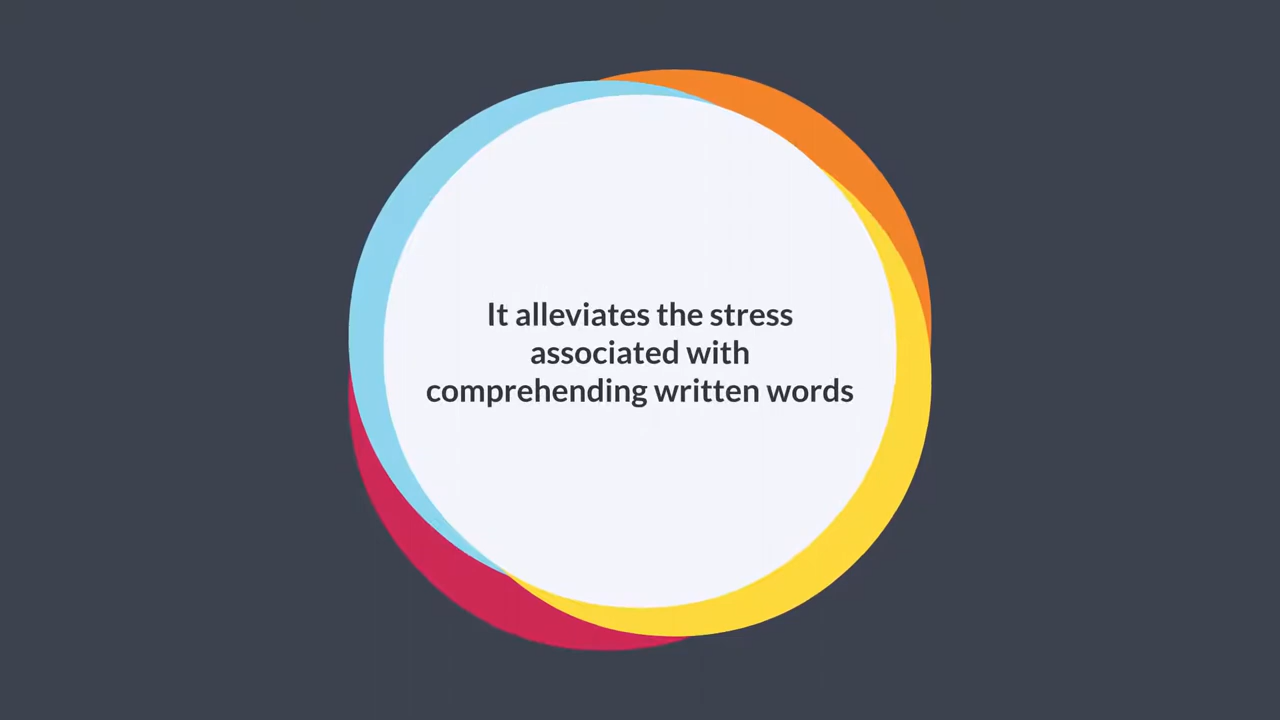 It alleviates the stress
associated with
comprehending written words